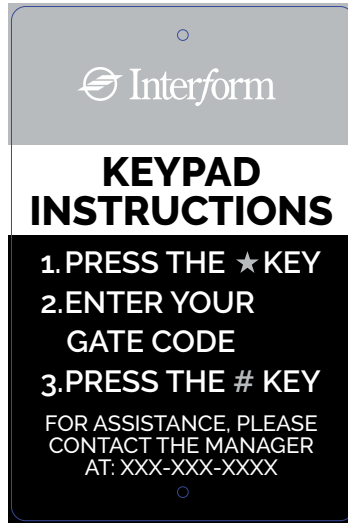 Interform
KEYPAD
INSTRUCTIONS
1. PRESS THE ★ KEY
2. ENTER YOUR
GATE CODE
3. PRESS THE # KEY
FOR ASSISTANCE, PLEASE
CONTACT THE MANAGER
AT: XXX-XXX-XXXX